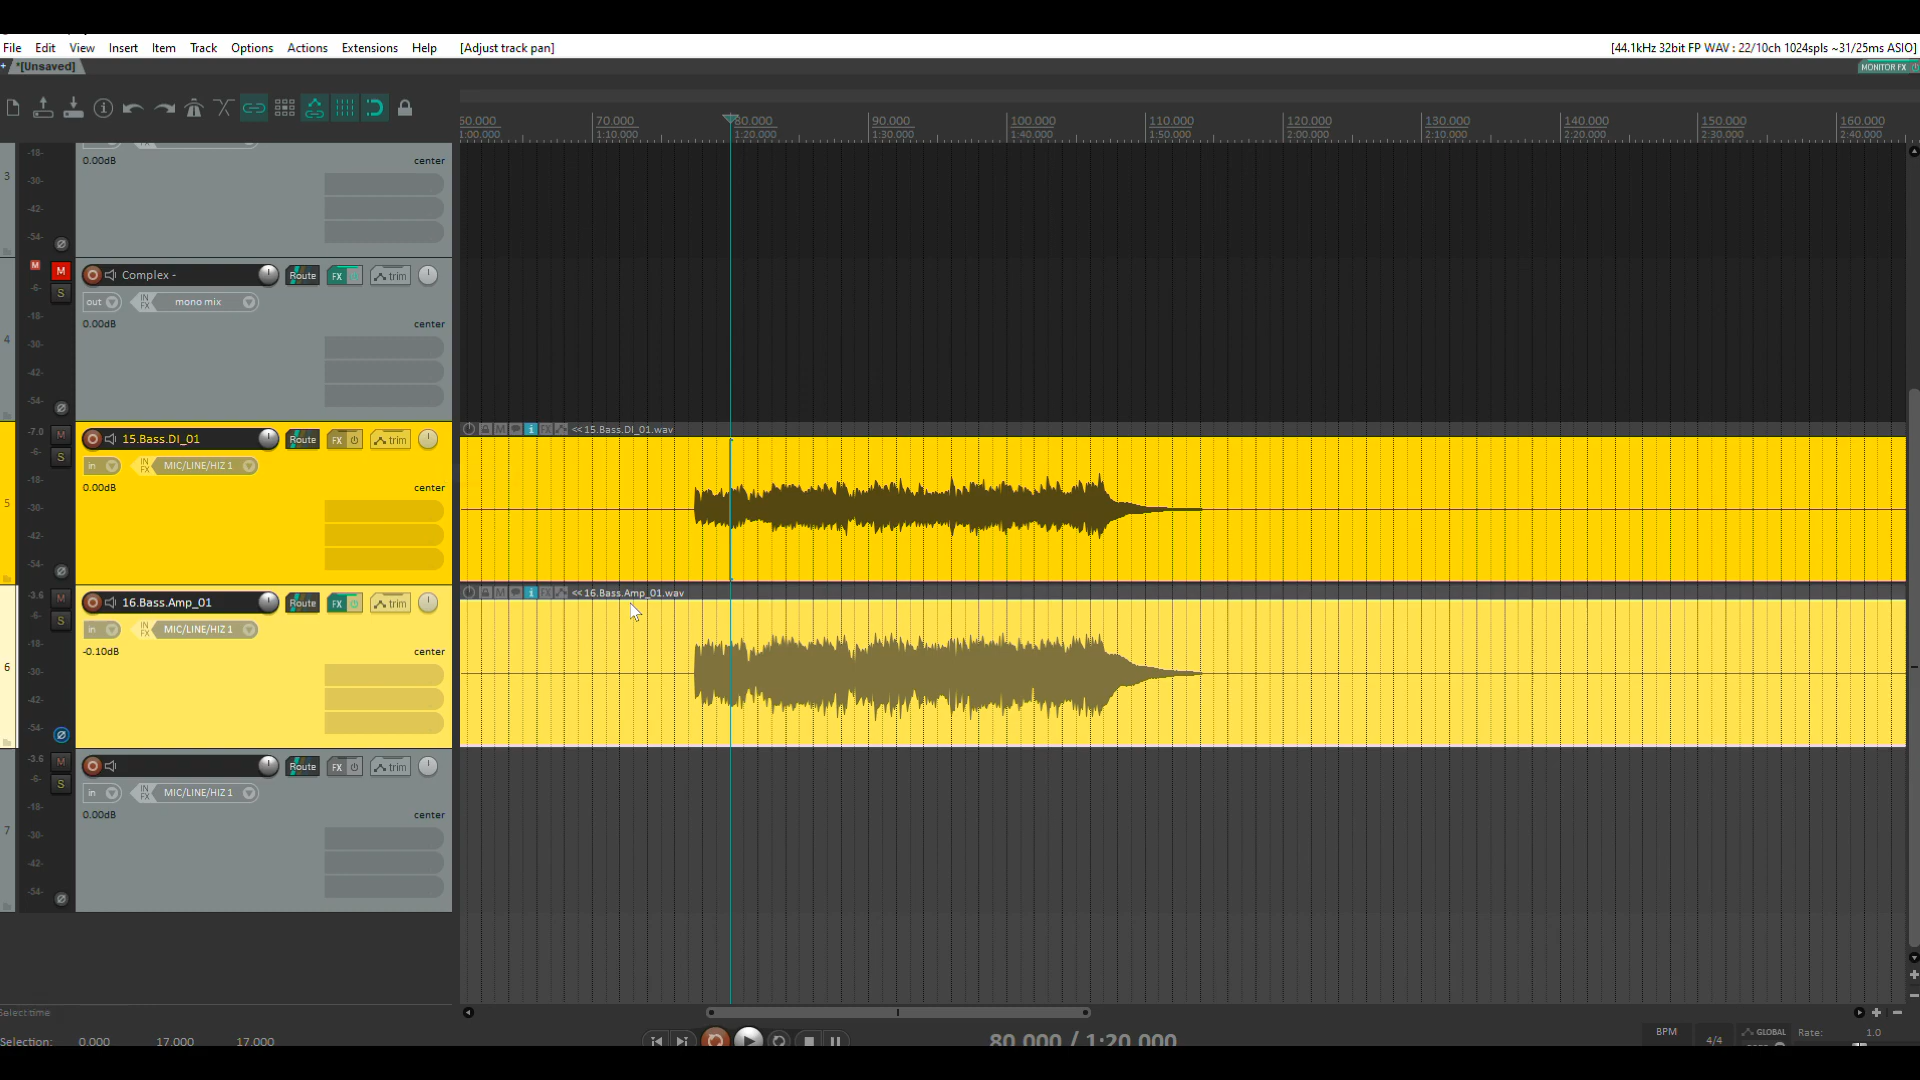 File Edit View Insert Item Track Options Actions Extensions Help [Adjust track pan] [44.1kHz 32bit FP WAV : 22/10ch 1024spls ~31/25ms ASIO]
*[Unsaved] MONITOR FX
70.000 80.000 90.000 100.000 110.000 120.000 130.000 140.000 150.000 160.000
1:00.000 1:10.000 1:20.000 1:30.000 1:40.000 1:50.000 2:00.000 2:10.000 2:20.000 2:30.000 2:40.000
-18-
0.00dB center
3
-30-
-42-
-54-
M M Complex - Route FX trim
-6- S out IN FX mono mix
-18- 0.00dB center
4
-30-
-42-
-54-
-7.0 M 15.Bass.DI_01 Route FX trim <<15.Bass.DI_01.wav
-6- S in IN FX MIC/LINE/HIZ 1
-18- 0.00dB center
5
-30-
-42-
-54-
-3.6 M 16.Bass.Amp_01 Route FX trim <<16.Bass.Amp_01.wav
-6- S in IN FX MIC/LINE/HIZ 1
-18- -0.10dB center
6
-30-
-42-
-54-
-3.6 M Route FX trim
-6- S in IN FX MIC/LINE/HIZ 1
-18- 0.00dB center
7
-30-
-42-
-54-
Select time
Selection: 0.000 17.000 17.000 80.000 / 1:20.000 BPM 4/4 GLOBAL Rate: 1.0